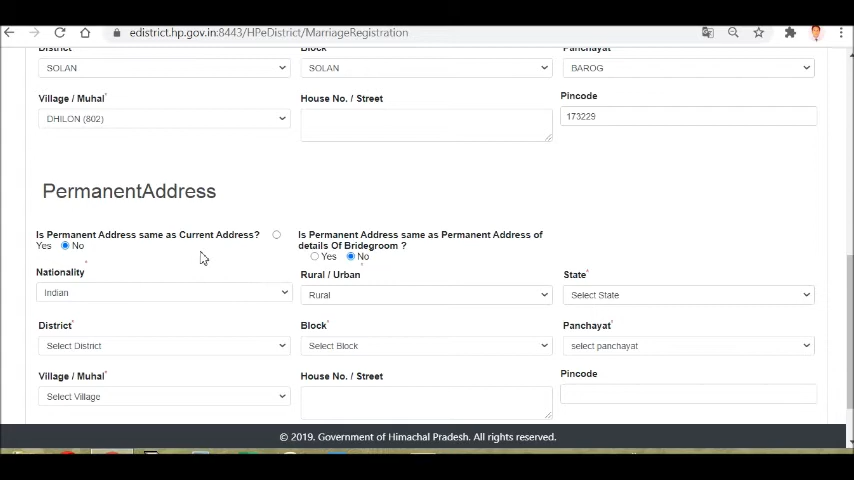 edistrict.hp.gov.in:8443/HPeDistrict/MarriageRegistration
District Block Panchayat
SOLAN SOLAN BAROG
Village / Muhal* House No. / Street Pincode
DHILON (802) 173229
PermanentAddress
Is Permanent Address same as Current Address?
Yes No
Is Permanent Address same as Permanent Address of
details Of Bridegroom ?
Yes No
Nationality* Rural / Urban* State*
Indian Rural Select State
District* Block* Panchayat*
Select District Select Block select panchayat
Village / Muhal* House No. / Street Pincode
Select Village
© 2019. Government of Himachal Pradesh. All rights reserved.